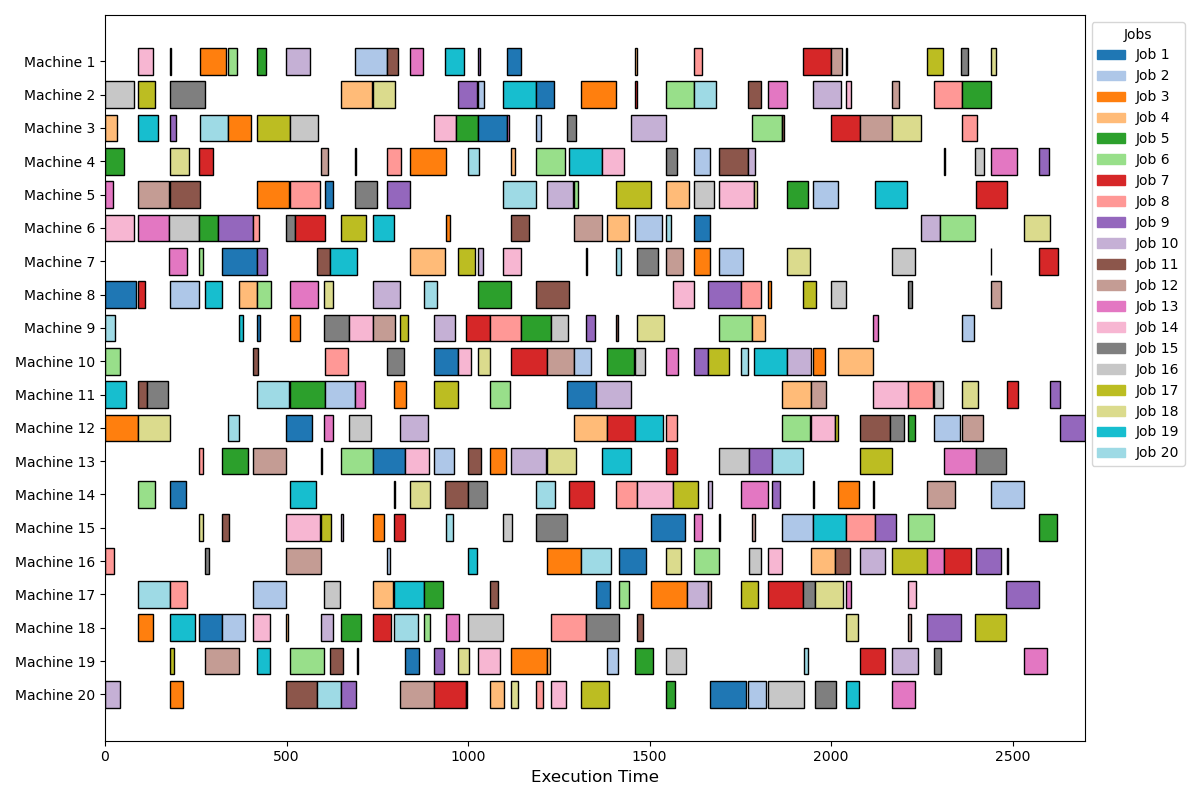 Machine 1
Machine 2
Machine 3
Machine 4
Machine 5
Machine 6
Machine 7
Machine 8
Machine 9
Machine 10
Machine 11
Machine 12
Machine 13
Machine 14
Machine 15
Machine 16
Machine 17
Machine 18
Machine 19
Machine 20
0 500 1000 1500 2000 2500
Execution Time
Jobs
Job 1
Job 2
Job 3
Job 4
Job 5
Job 6
Job 7
Job 8
Job 9
Job 10
Job 11
Job 12
Job 13
Job 14
Job 15
Job 16
Job 17
Job 18
Job 19
Job 20